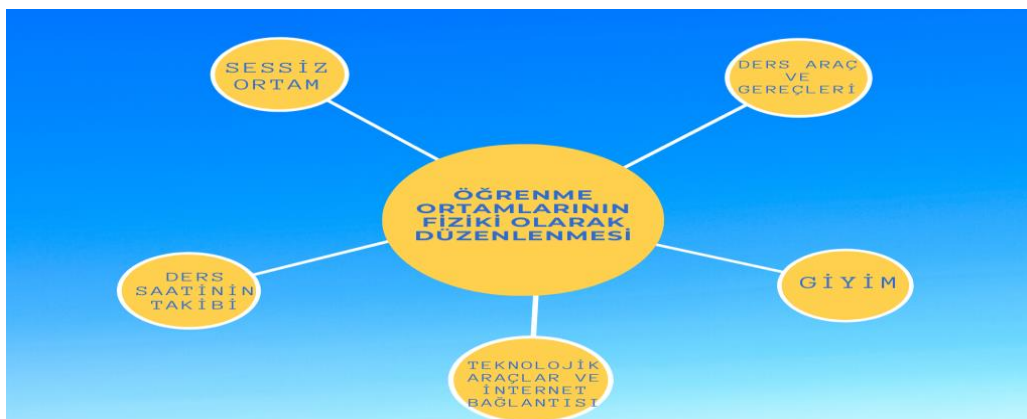 SESSİZ
ORTAM
DERS ARAÇ
VE
GEREÇLERİ
ÖĞRENME
ORTAMLARININ
FİZİKİ OLARAK
DÜZENLENMESİ
DERS
SAATİNİN
TAKİBİ
GİYİM
TEKNOLOJİK
ARAÇLAR VE
İNTERNET
BAĞLANTISI